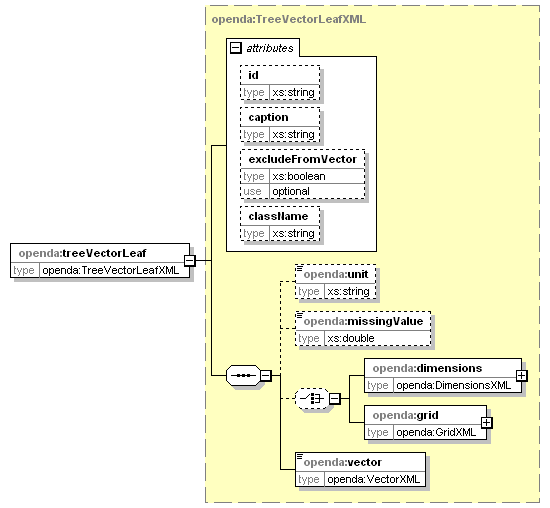 openda:TreeVectorLeafXML
attributes
id
type xs:string
caption
type xs:string
excludeFromVector
type xs:boolean
use optional
className
type xs:string
openda:treeVectorLeaf
type openda:TreeVectorLeafXML
openda:unit
type xs:string
openda:missingValue
type xs:double
openda:dimensions
type openda:DimensionsXML
openda:grid
type openda:GridXML
openda:vector
type openda:VectorXML